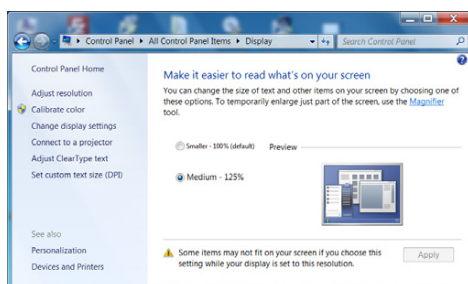 Control Panel ▸ All Control Panel Items ▸ Display
Search Control Panel
Control Panel Home
Adjust resolution
Calibrate color
Change display settings
Connect to a projector
Adjust ClearType text
Set custom text size (DPI)
See also
Personalization
Devices and Printers
Make it easier to read what's on your screen
You can change the size of text and other items on your screen by choosing one of
these options. To temporarily enlarge just part of the screen, use the Magnifier
tool.
Smaller - 100% (default)
Preview
Medium - 125%
Some items may not fit on your screen if you choose this
setting while your display is set to this resolution.
Apply